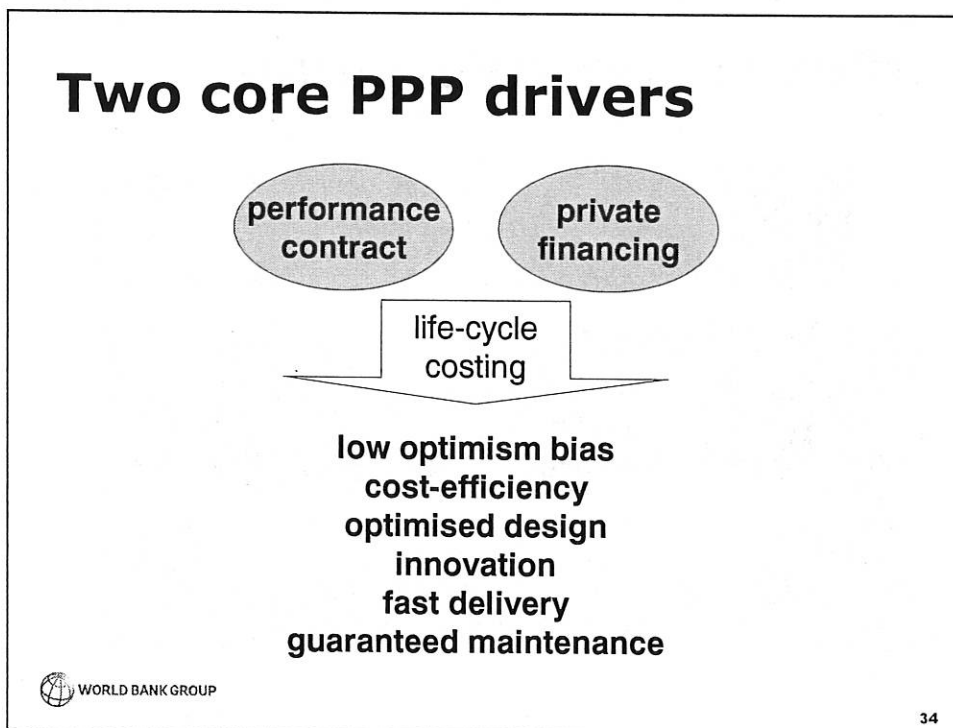 Two core PPP drivers
performance
contract
private
financing
life-cycle
costing
low optimism bias
cost-efficiency
optimised design
innovation
fast delivery
guaranteed maintenance
WORLD BANK GROUP
34